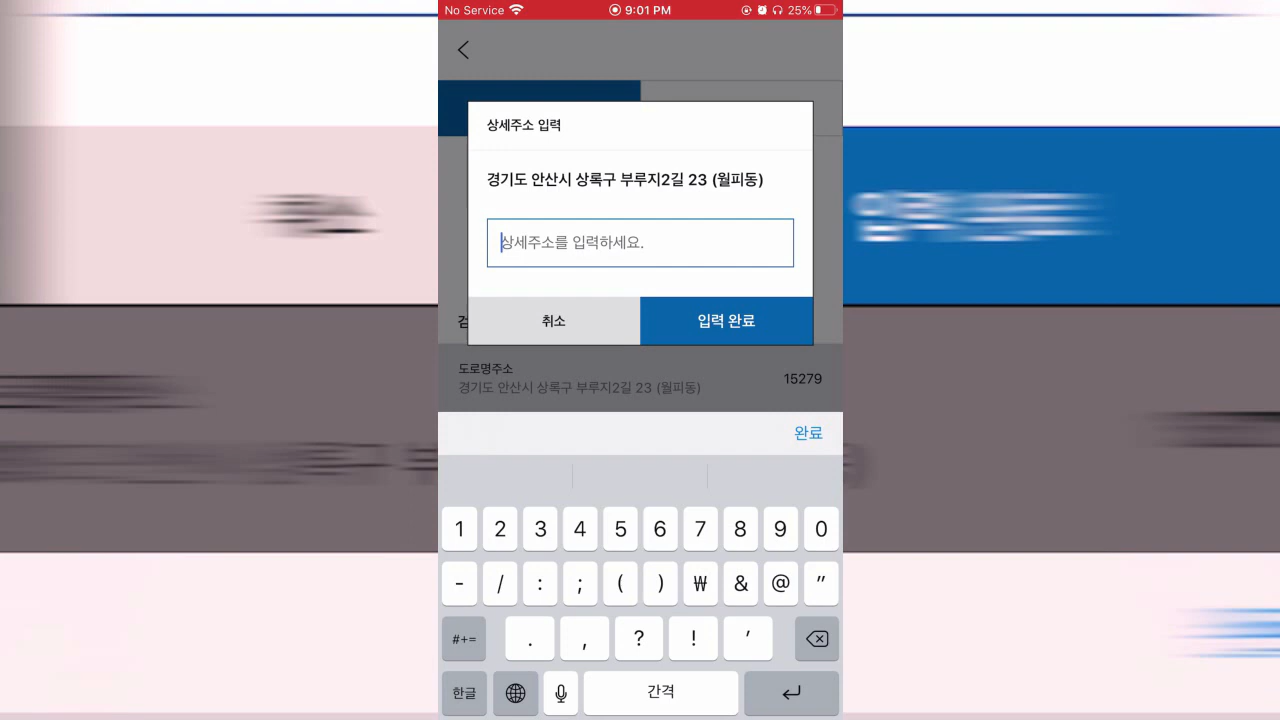 No Service 9:01 PM 25%
상세주소 입력
경기도 안산시 상록구 부루지2길 23 (월피동)
상세주소를 입력하세요.
검
취소 입력 완료
도로명주소
경기도 안산시 상록구 부루지2길 23 (월피동) 15279
완료
1 2 3 4 5 6 7 8 9 0
- / : ; ( ) ₩ & @ ”
#+= . , ? ! ’
한글 간격